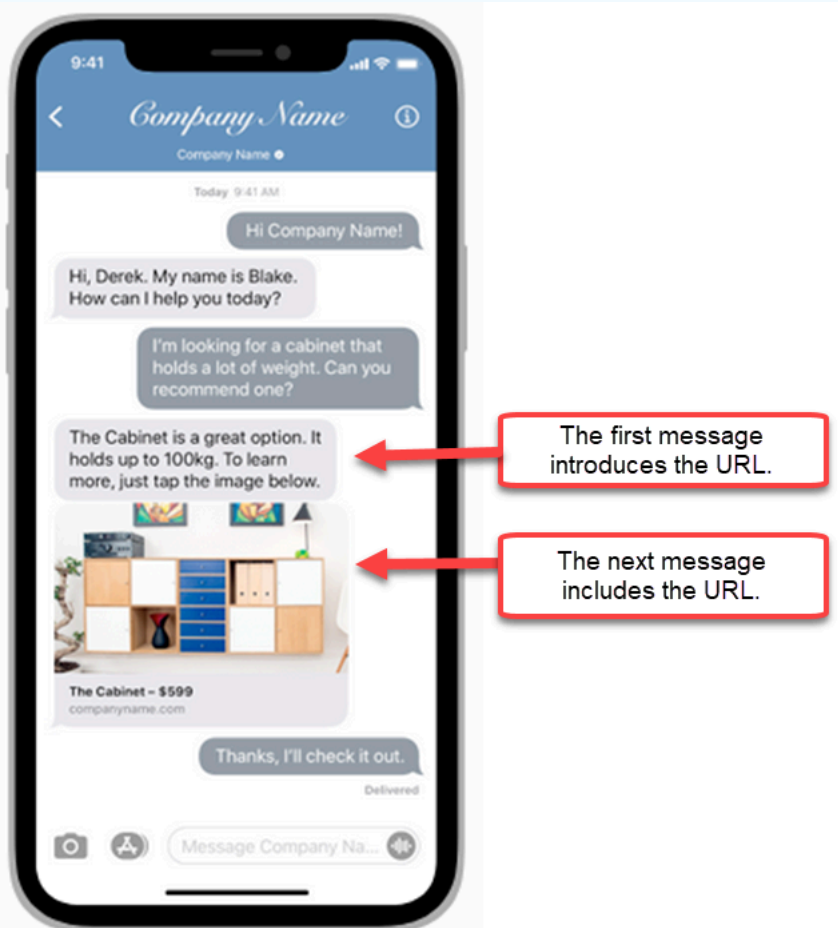 9:41
Company Name
Company Name
Today 9:41 AM
Hi Company Name!
Hi, Derek. My name is Blake.
How can I help you today?
I'm looking for a cabinet that
holds a lot of weight. Can you
recommend one?
The Cabinet is a great option. It
holds up to 100kg. To learn
more, just tap the image below.
The first message
introduces the URL.
The next message
includes the URL.
The Cabinet – $599
companyname.com
Thanks, I'll check it out.
Delivered
Message Company Na...